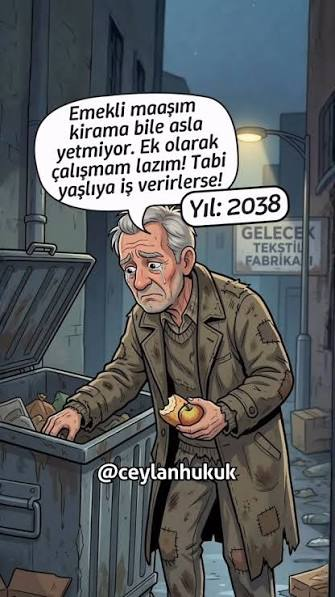 Emekli maaşım
kirama bile asla
yetmiyor. Ek olarak
çalışmam lazım! Tabi
yaşlıya iş verirlerse!
Yıl: 2038
GELECEK
TEKSTİL
FABRİKASI
@ceylanhukuk